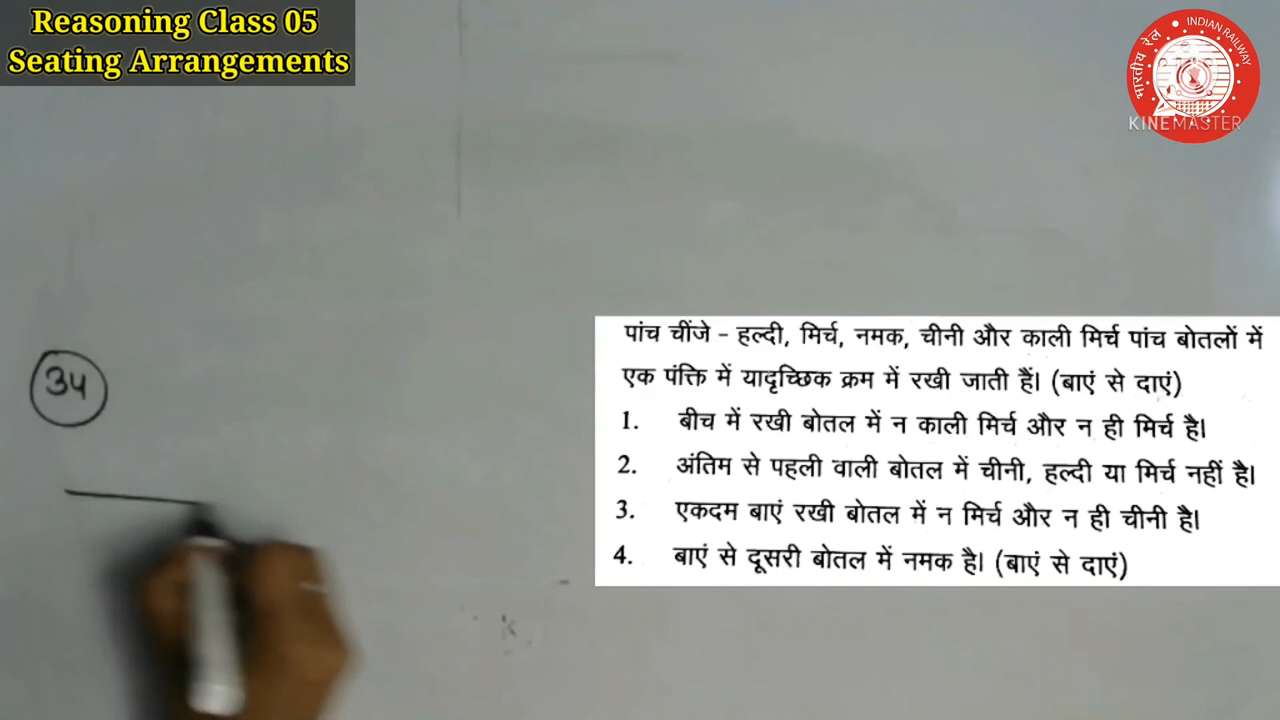 Reasoning Class 05
Seating Arrangements
भारतीय रेल
INDIAN RAILWAY
KINEMASTER
34
पांच चींजे - हल्दी, मिर्च, नमक, चीनी और काली मिर्च पांच बोतलों में
एक पंक्ति में यादृच्छिक क्रम में रखी जाती हैं। (बाएं से दाएं)
1. बीच में रखी बोतल में न काली मिर्च और न ही मिर्च है।
2. अंतिम से पहली वाली बोतल में चीनी, हल्दी या मिर्च नहीं है।
3. एकदम बाएं रखी बोतल में न मिर्च और न ही चीनी है।
4. बाएं से दूसरी बोतल में नमक है। (बाएं से दाएं)